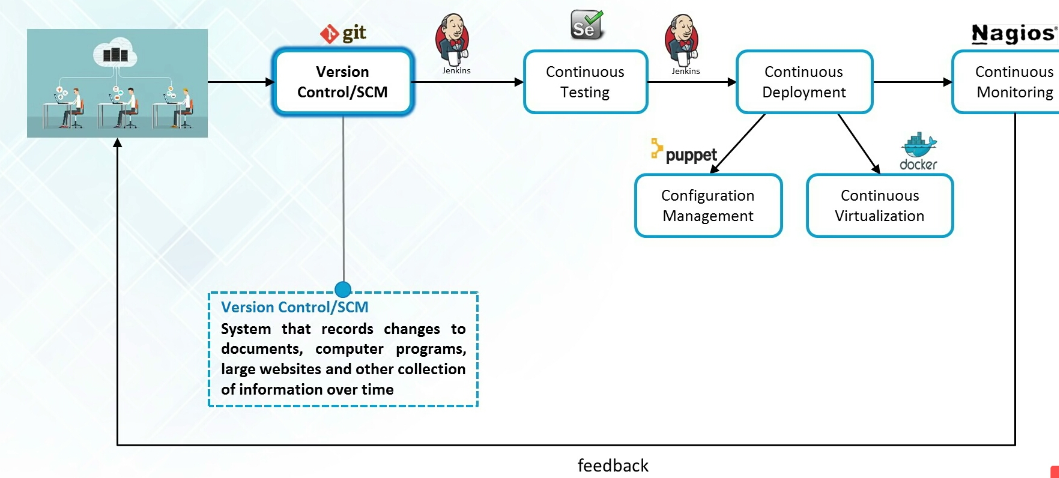 git
Jenkins
Se
Jenkins
Nagios®
Version
Control/SCM
Continuous
Testing
Continuous
Deployment
Continuous
Monitoring
puppet
docker
Configuration
Management
Continuous
Virtualization
Version Control/SCM
System that records changes to
documents, computer programs,
large websites and other collection
of information over time
feedback